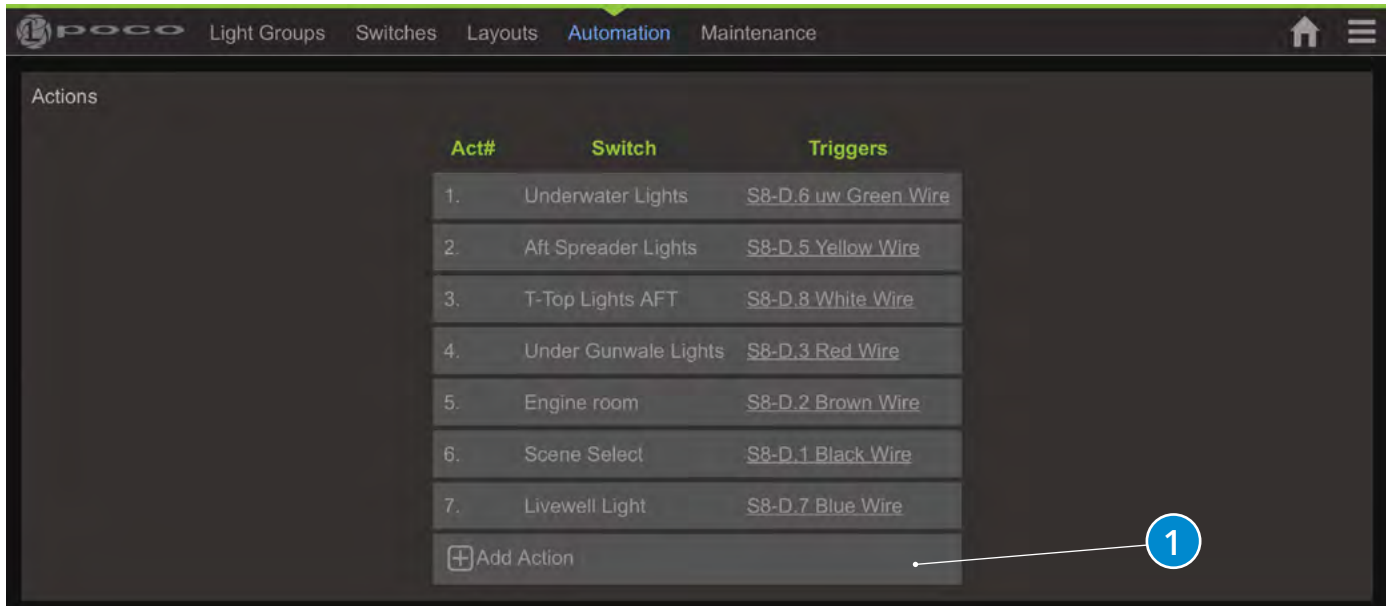 poco Light Groups Switches Layouts Automation Maintenance
Actions
Act# Switch Triggers
1. Underwater Lights S8-D.6 uw Green Wire
2. Aft Spreader Lights S8-D.5 Yellow Wire
3. T-Top Lights AFT S8-D.8 White Wire
4. Under Gunwale Lights S8-D.3 Red Wire
5. Engine room S8-D.2 Brown Wire
6. Scene Select S8-D.1 Black Wire
7. Livewell Light S8-D.7 Blue Wire
Add Action
1